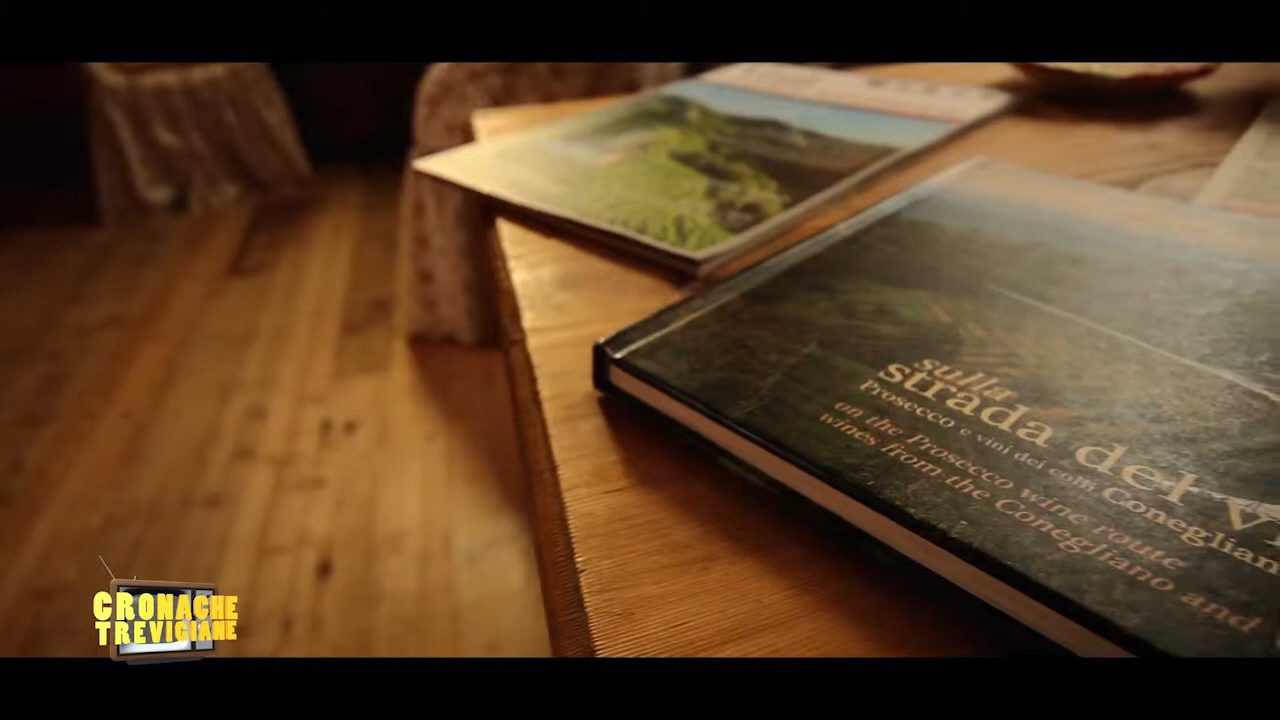 sulla
strada del
Prosecco e vini dei colli Conegliano
on the Prosecco wine route
wines from the Conegliano and
CRONACHE
TREVIGIANE